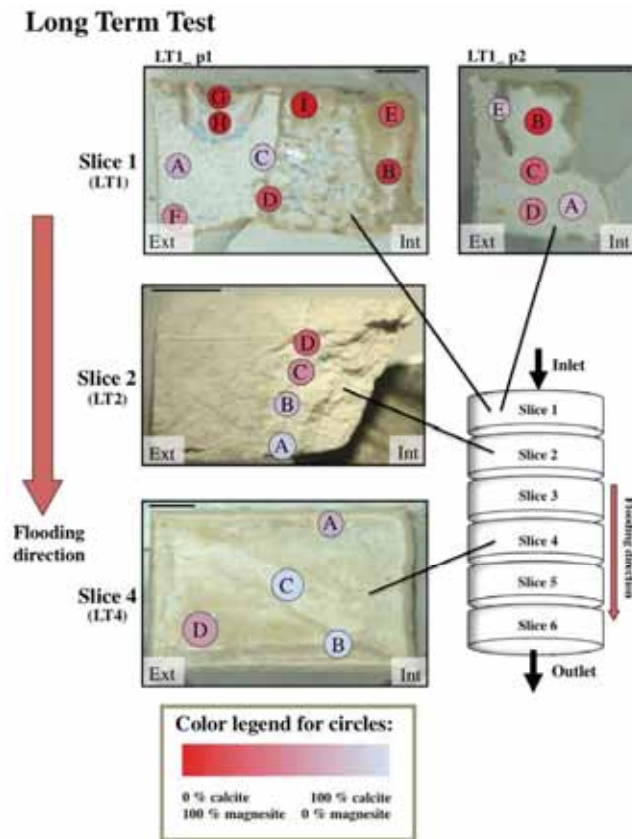 Long Term Test
LT1_ p1
LT1_ p2
Slice 1
(LT1)
G
H
I
E
A
C
B
D
F
Ext
Int
E
B
C
D
A
Ext
Int
Slice 2
(LT2)
D
C
B
A
Ext
Int
Inlet
Slice 1
Slice 2
Slice 3
Slice 4
Slice 5
Slice 6
Flooding direction
Outlet
Flooding
direction
Slice 4
(LT4)
A
C
D
B
Ext
Int
Color legend for circles:
0 % calcite
100 % calcite
100 % magnesite
0 % magnesite